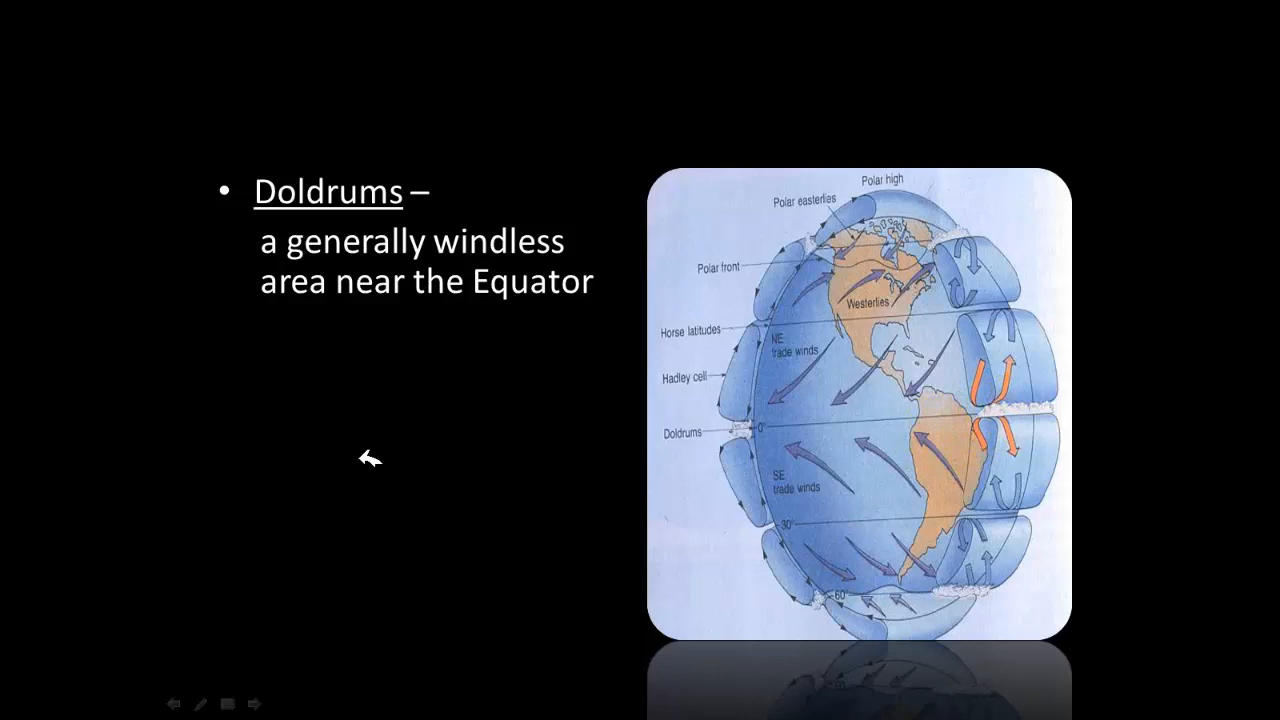 • Doldrums –
a generally windless
area near the Equator
Polar high
Polar easterlies
Polar front
Westerlies
Horse latitudes
NE
trade winds
Hadley cell
Doldrums
0°
SE
trade winds
30°
60°